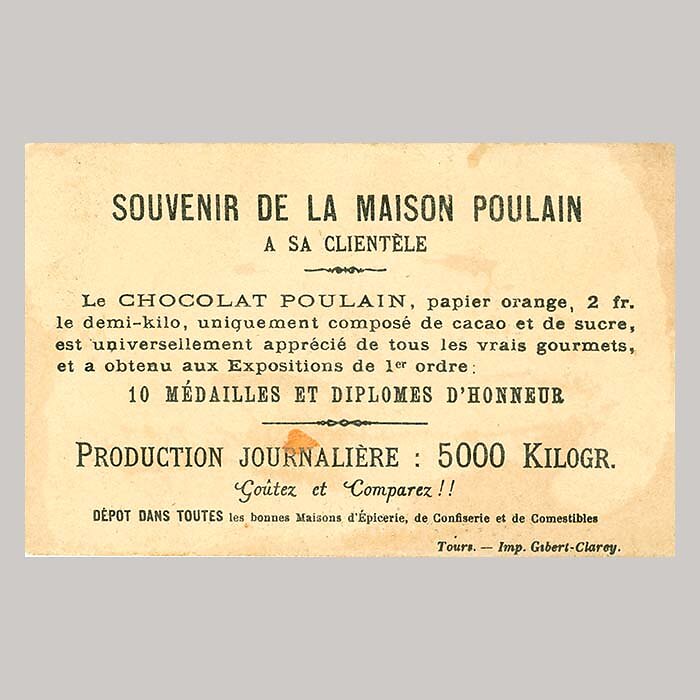 SOUVENIR DE LA MAISON POULAIN
A SA CLIENTÈLE
Le CHOCOLAT POULAIN, papier orange, 2 fr.
le demi-kilo, uniquement composé de cacao et de sucre,
est universellement apprécié de tous les vrais gourmets,
et a obtenu aux Expositions de 1er ordre:
10 MÉDAILLES ET DIPLOMES D'HONNEUR
PRODUCTION JOURNALIÈRE : 5000 KILOGR.
Goûtez et Comparez!!
DÉPOT DANS TOUTES les bonnes Maisons d'Épicerie, de Confiserie et de Comestibles
Tours. — Imp. Gibert-Clarey.